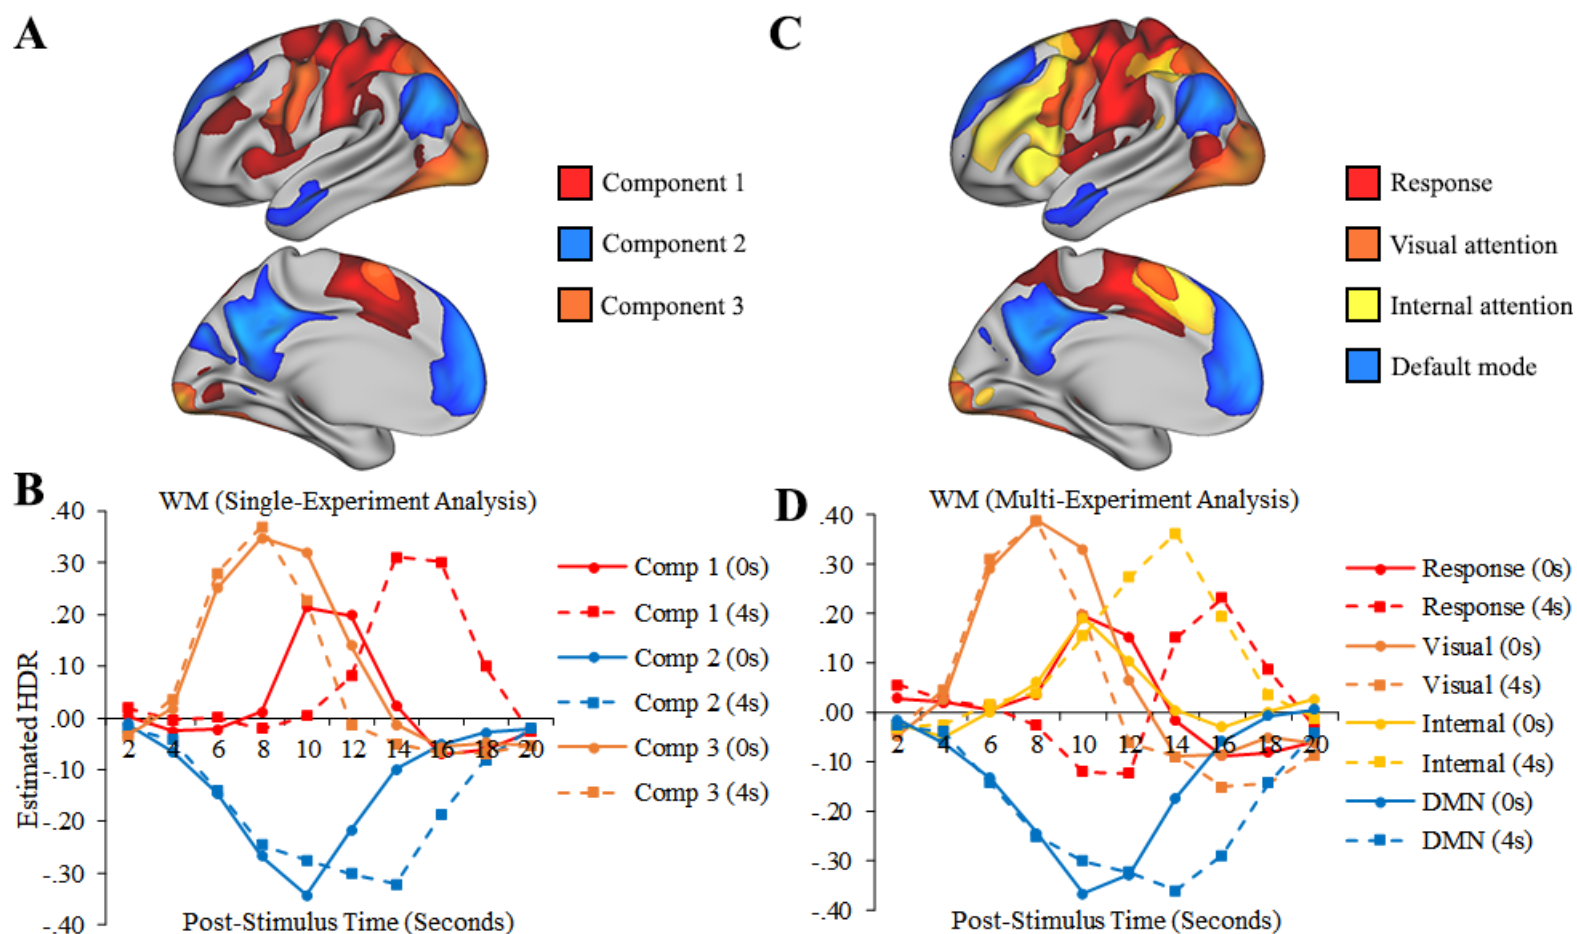 A
Component 1
Component 2
Component 3
C
Response
Visual attention
Internal attention
Default mode
B
WM (Single-Experiment Analysis)
Estimated HDR
.40
.30
.20
.10
.00
-.10
-.20
-.30
-.40
2 4 6 8 10 12 14 16 18 20
Post-Stimulus Time (Seconds)
Comp 1 (0s)
Comp 1 (4s)
Comp 2 (0s)
Comp 2 (4s)
Comp 3 (0s)
Comp 3 (4s)
D
WM (Multi-Experiment Analysis)
.40
.30
.20
.10
.00
-.10
-.20
-.30
-.40
2 4 6 8 10 12 14 16 18 20
Post-Stimulus Time (Seconds)
Response (0s)
Response (4s)
Visual (0s)
Visual (4s)
Internal (0s)
Internal (4s)
DMN (0s)
DMN (4s)